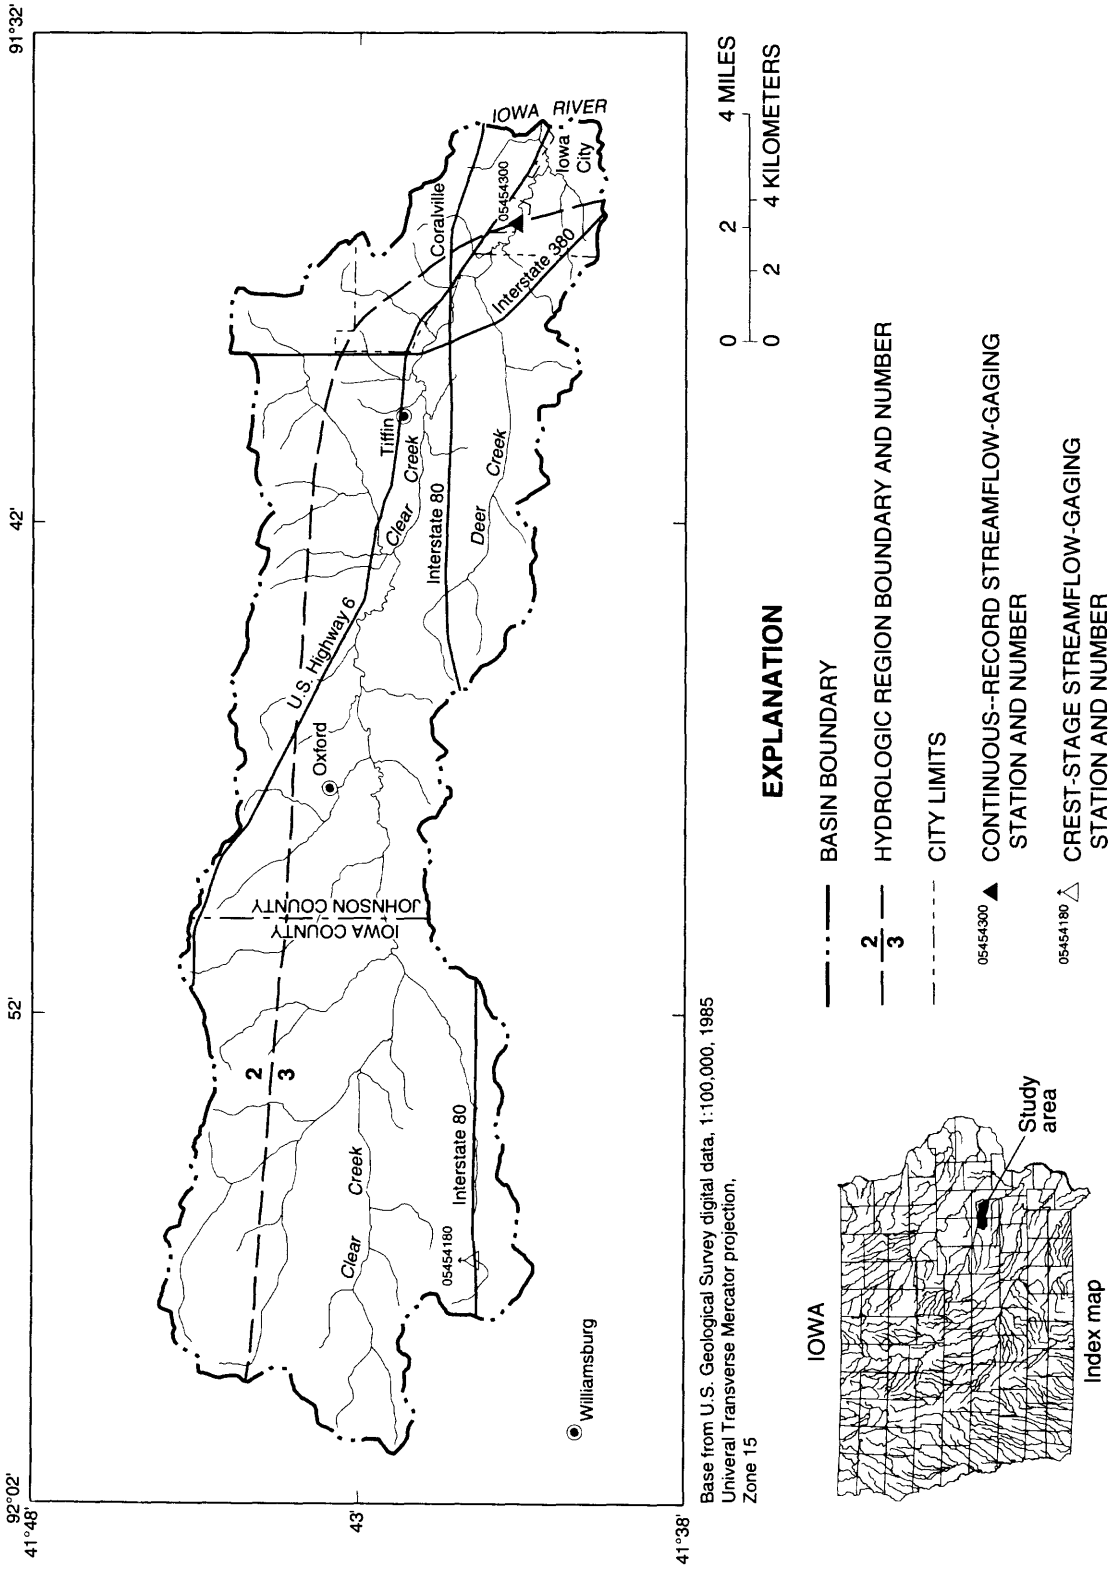 92°02'
52'
42'
91°32'
41°48'
43'
41°38'
2
3
IOWA COUNTY
JOHNSON COUNTY
U.S. Highway 6
Oxford
Tiffin
Coralville
IOWA RIVER
Iowa
City
05454300
Interstate 380
Clear Creek
Clear Creek
Interstate 80
Interstate 80
Deer Creek
05454180
Williamsburg
Base from U.S. Geological Survey digital data, 1:100,000, 1985
Univeral Transverse Mercator projection,
Zone 15
0 2 4 MILES
0 2 4 KILOMETERS
IOWA
Study
area
Index map
EXPLANATION
BASIN BOUNDARY
2
3
HYDROLOGIC REGION BOUNDARY AND NUMBER
CITY LIMITS
05454300
CONTINUOUS--RECORD STREAMFLOW-GAGING
STATION AND NUMBER
05454180
CREST-STAGE STREAMFLOW-GAGING
STATION AND NUMBER